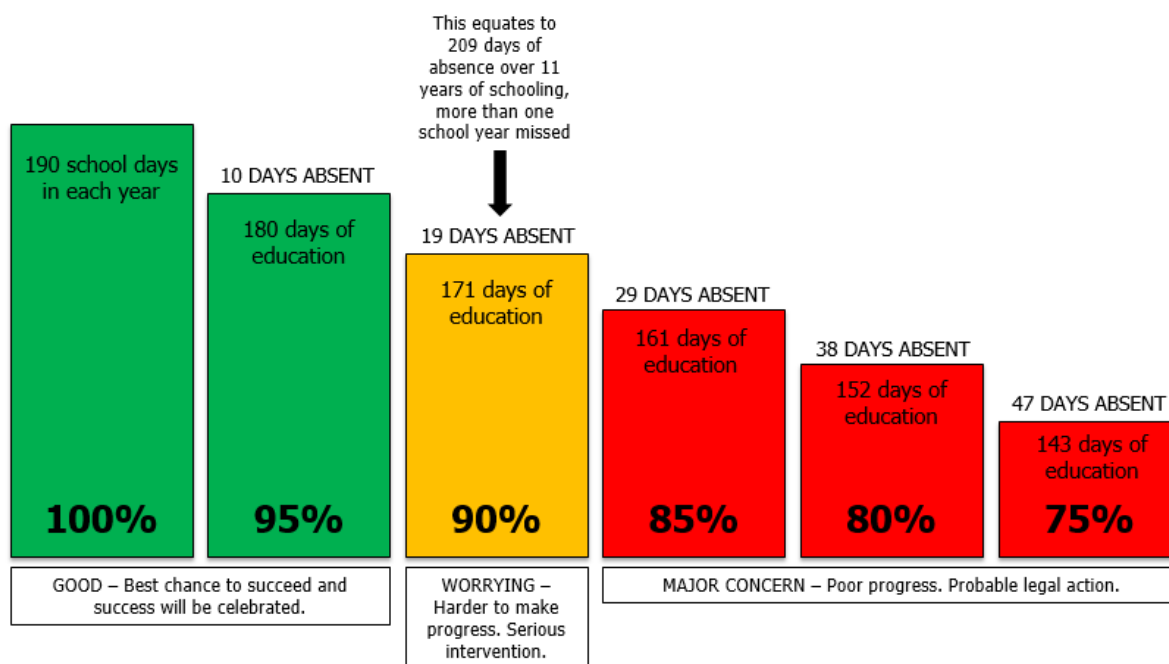 This equates to
209 days of
absence over 11
years of schooling,
more than one
school year missed
190 school days
in each year
100%
10 DAYS ABSENT
180 days of
education
95%
19 DAYS ABSENT
171 days of
education
90%
29 DAYS ABSENT
161 days of
education
85%
38 DAYS ABSENT
152 days of
education
80%
47 DAYS ABSENT
143 days of
education
75%
GOOD – Best chance to succeed and
success will be celebrated.
WORRYING –
Harder to make
progress. Serious
intervention.
MAJOR CONCERN – Poor progress. Probable legal action.